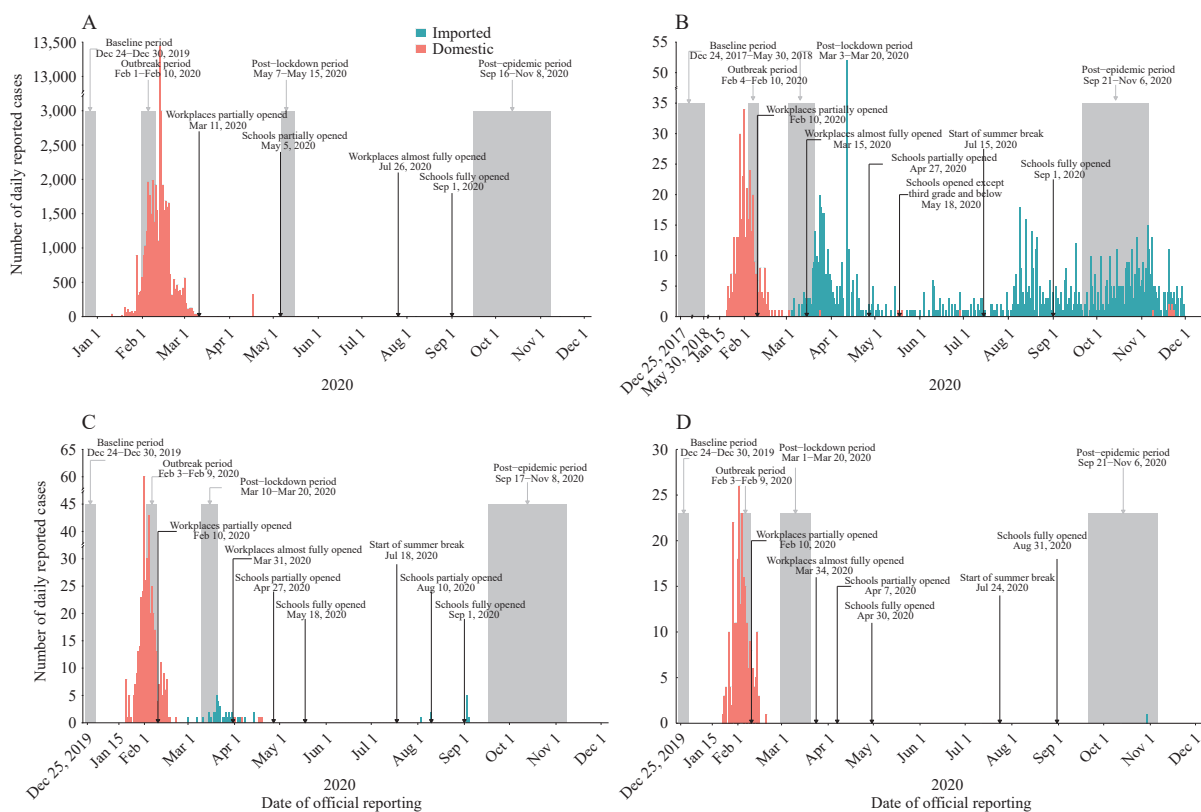 A
Imported
Domestic
Number of daily reported cases
13,500
13,000
3,000
2,500
2,000
1,500
1,000
500
0
Baseline period
Dec 24−Dec 30, 2019
Outbreak period
Feb 1−Feb 10, 2020
Post−lockdown period
May 7−May 15, 2020
Post−epidemic period
Sep 16−Nov 8, 2020
Workplaces partially opened
Mar 11, 2020
Schools partially opened
May 5, 2020
Workplaces almost fully opened
Jul 26, 2020
Schools fully opened
Sep 1, 2020
Jan 1
Feb 1
Mar 1
Apr 1
May 1
Jun 1
Jul 1
Aug 1
Sep 1
Oct 1
Nov 1
Dec 1
2020
B
55
50
35
30
25
20
15
10
5
0
Baseline period
Dec 24, 2017−May 30, 2018
Outbreak period
Feb 4−Feb 10, 2020
Post−lockdown period
Mar 3−Mar 20, 2020
Post−epidemic period
Sep 21−Nov 6, 2020
Workplaces partially opened
Feb 10, 2020
Workplaces almost fully opened
Mar 15, 2020
Start of summer break
Jul 15, 2020
Schools partially opened
Apr 27, 2020
Schools fully opened
Sep 1, 2020
Schools opened except
third grade and below
May 18, 2020
Dec 25, 2017
May 30, 2018
Jan 15
Feb 1
Mar 1
Apr 1
May 1
Jun 1
Jul 1
Aug 1
Sep 1
Oct 1
Nov 1
Dec 1
2020
C
Number of daily reported cases
65
60
45
40
35
30
25
20
15
10
5
0
Baseline period
Dec 24−Dec 30, 2019
Outbreak period
Feb 3−Feb 9, 2020
Post−lockdown period
Mar 10−Mar 20, 2020
Post−epidemic period
Sep 17−Nov 8, 2020
Workplaces partially opened
Feb 10, 2020
Workplaces almost fully opened
Mar 31, 2020
Start of summer break
Jul 18, 2020
Schools partially opened
Apr 27, 2020
Schools partialy opened
Aug 10, 2020
Schools fully opened
May 18, 2020
Schools fully opened
Sep 1, 2020
Dec 25, 2019
Jan 15
Feb 1
Mar 1
Apr 1
May 1
Jun 1
Jul 1
Aug 1
Sep 1
Oct 1
Nov 1
Dec 1
2020
Date of official reporting
D
30
25
20
15
10
5
0
Baseline period
Dec 24−Dec 30, 2019
Outbreak period
Feb 3−Feb 9, 2020
Post−lockdown period
Mar 1−Mar 20, 2020
Post−epidemic period
Sep 21−Nov 6, 2020
Workplaces partially opened
Feb 10, 2020
Workplaces almost fully opened
Mar 34, 2020
Schools partially opened
Apr 7, 2020
Schools fully opened
Apr 30, 2020
Start of summer break
Jul 24, 2020
Schools fully opened
Aug 31, 2020
Dec 25, 2019
Jan 15
Feb 1
Mar 1
Apr 1
May 1
Jun 1
Jul 1
Aug 1
Sep 1
Oct 1
Nov 1
Dec 1
2020
Date of official reporting